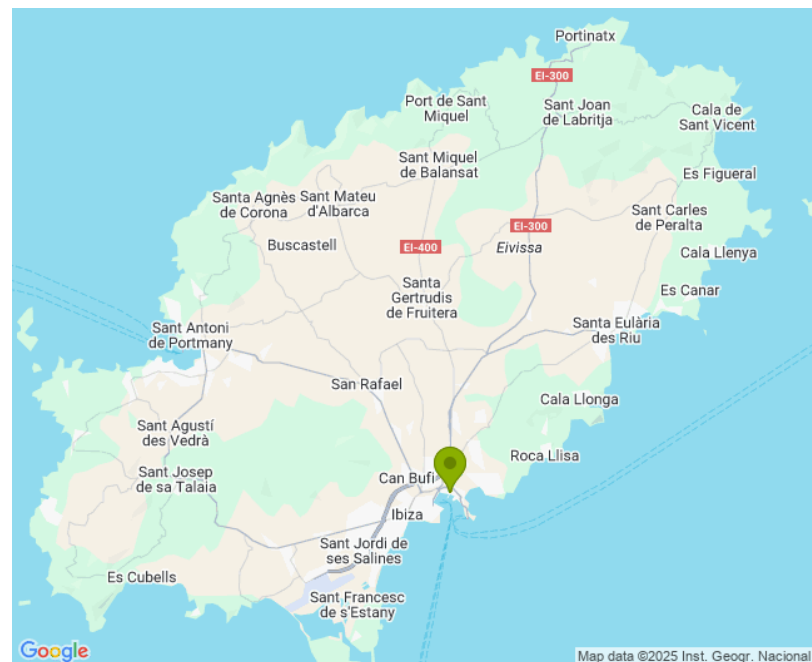 Portinatx
EI-300
Port de Sant
Miquel
Sant Joan
de Labritja
Cala de
Sant Vicent
Sant Miquel
de Balansat
Es Figueral
Santa Agnès
de Corona
Sant Mateu
d'Albarca
Sant Carles
de Peralta
EI-300
Buscastell
EI-400
Eivissa
Cala Llenya
Santa
Gertrudis
de Fruitera
Es Canar
Sant Antoni
de Portmany
Santa Eulària
des Riu
San Rafael
Cala Llonga
Sant Agustí
des Vedrà
Roca Llisa
Sant Josep
de sa Talaia
Can Bufí
Ibiza
Sant Jordi de
ses Salines
Es Cubells
Sant Francesc
de s'Estany
Google
Map data ©2025 Inst. Geogr. Nacional